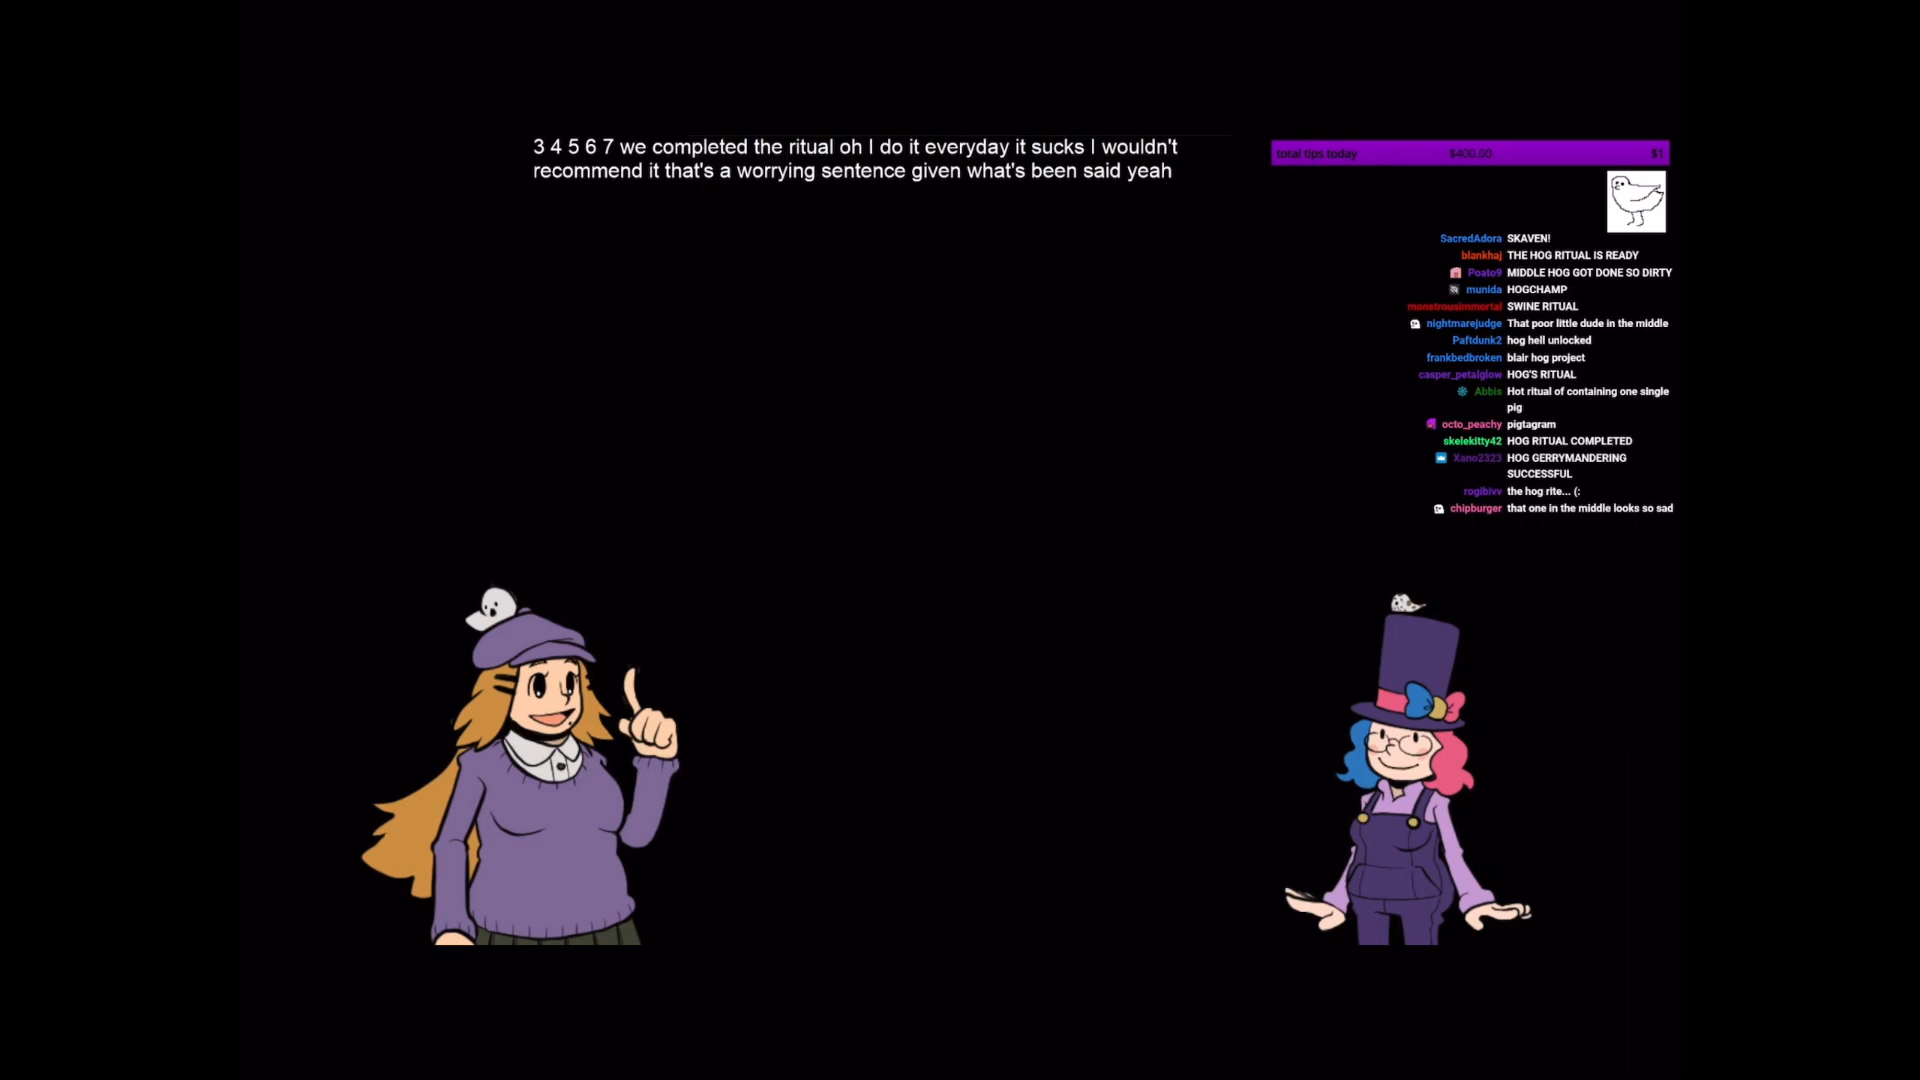 3 4 5 6 7 we completed the ritual oh I do it everyday it sucks I wouldn't
recommend it that's a worrying sentence given what's been said yeah
total tips today $400.00 $1
SacredAdora SKAVEN!
blankhaj THE HOG RITUAL IS READY
Poato9 MIDDLE HOG GOT DONE SO DIRTY
munida HOGCHAMP
monstrousimmortal SWINE RITUAL
nightmarejudge That poor little dude in the middle
Paftdunk2 hog hell unlocked
frankbedbroken blair hog project
casper_petalglow HOG'S RITUAL
Abbis Hot ritual of containing one single
pig
octo_peachy pigtagram
skelekitty42 HOG RITUAL COMPLETED
Xano2323 HOG GERRYMANDERING
SUCCESSFUL
rogibivv the hog rite... (:
chipburger that one in the middle looks so sad